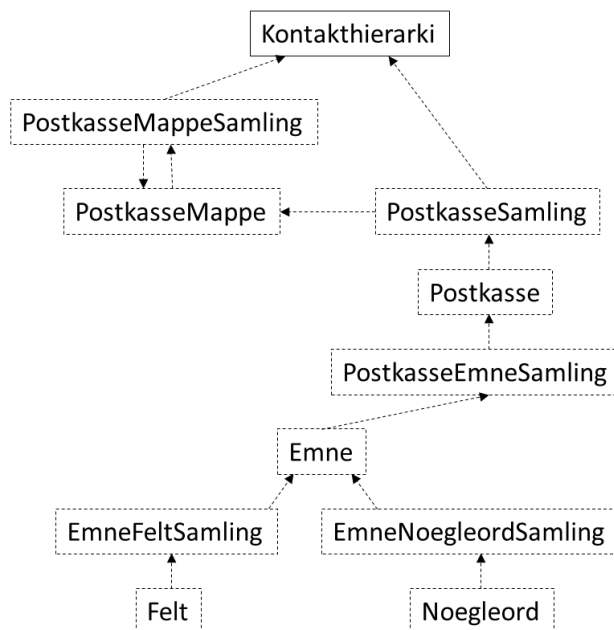 Kontakthierarki
PostkasseMappeSamling
PostkasseMappe
PostkasseSamling
Postkasse
PostkasseEmneSamling
Emne
EmneFeltSamling
EmneNoegleordSamling
Felt
Noegleord